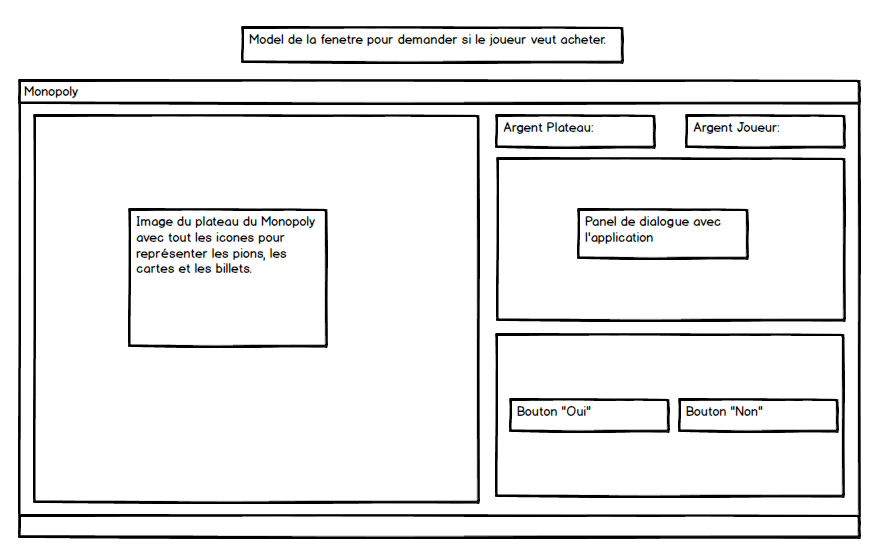 Model de la fenetre pour demander si le joueur veut acheter.
Monopoly
Argent Plateau:
Argent Joueur:
Image du plateau du Monopoly
avec tout les icones pour
représenter les pions, les
cartes et les billets.
Panel de dialogue avec
l'application
Bouton "Oui"
Bouton "Non"